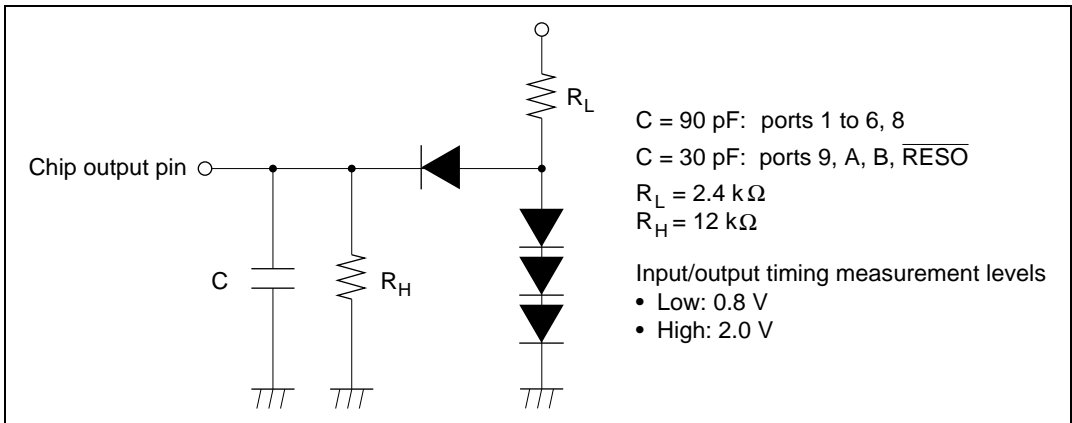 R_L
Chip output pin
C
R_H
C = 90 pF: ports 1 to 6, 8
C = 30 pF: ports 9, A, B, R̅E̅S̅O̅
R_L = 2.4 kΩ
R_H = 12 kΩ
Input/output timing measurement levels
• Low: 0.8 V
• High: 2.0 V